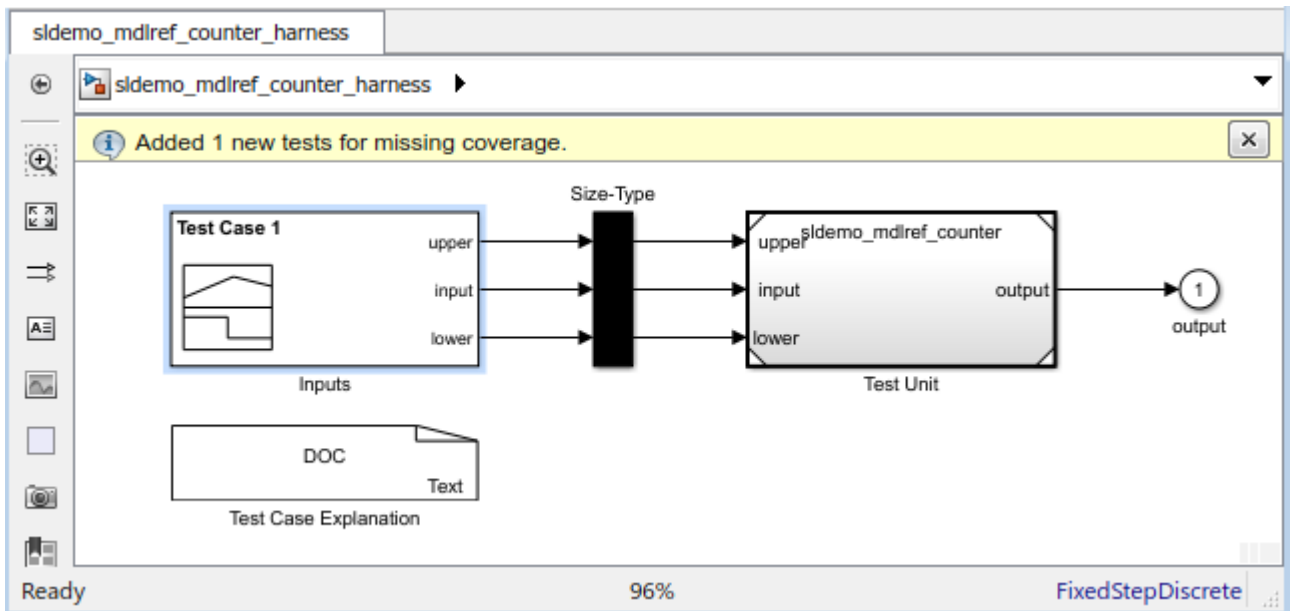 sldemo_mdlref_counter_harness
sldemo_mdlref_counter_harness
Added 1 new tests for missing coverage.
Size-Type
Test Case 1
upper
input
lower
Inputs
sldemo_mdlref_counter
upper
input
lower
output
Test Unit
1
output
DOC
Text
Test Case Explanation
Ready
96%
FixedStepDiscrete